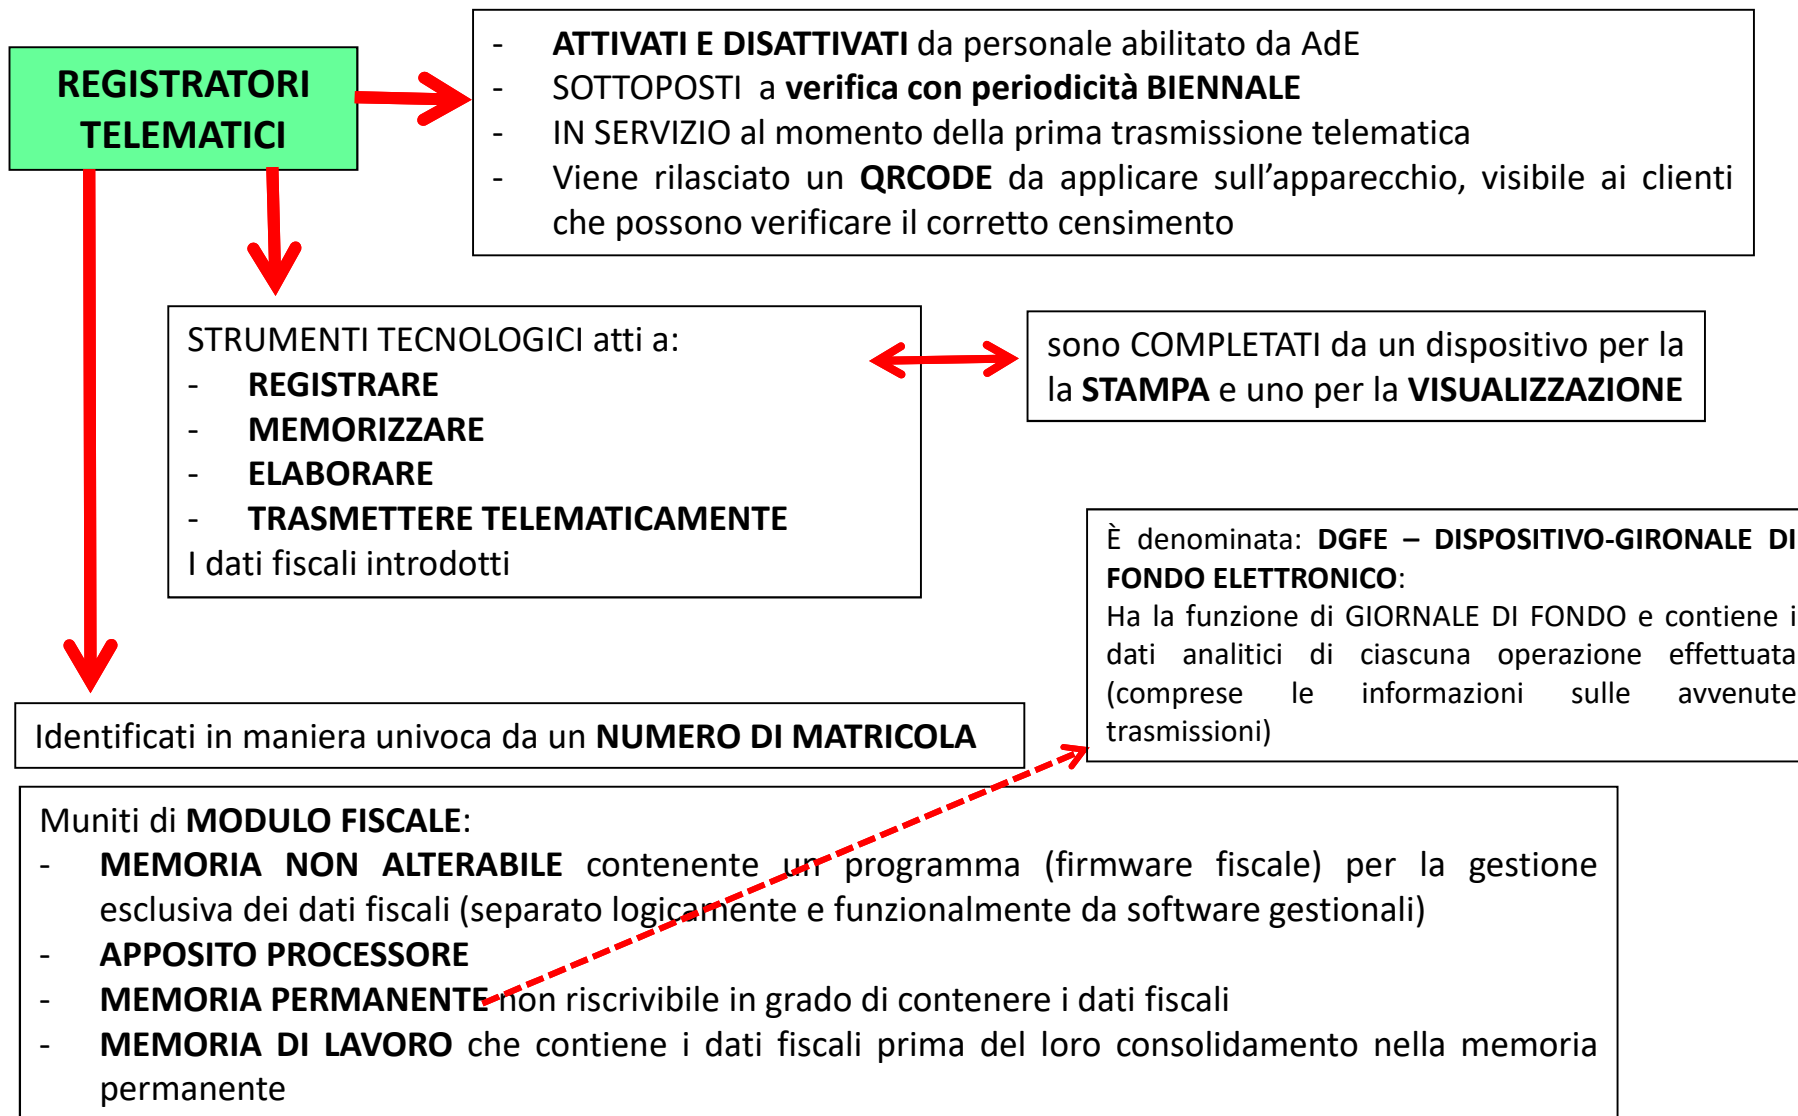 REGISTRATORI
TELEMATICI
- ATTIVATI E DISATTIVATI da personale abilitato da AdE
- SOTTOPOSTI a verifica con periodicità BIENNALE
- IN SERVIZIO al momento della prima trasmissione telematica
- Viene rilasciato un QRCODE da applicare sull'apparecchio, visibile ai clienti
che possono verificare il corretto censimento
STRUMENTI TECNOLOGICI atti a:
- REGISTRARE
- MEMORIZZARE
- ELABORARE
- TRASMETTERE TELEMATICAMENTE
I dati fiscali introdotti
sono COMPLETATI da un dispositivo per la
la STAMPA e uno per la VISUALIZZAZIONE
È denominata: DGFE – DISPOSITIVO-GIRONALE DI
FONDO ELETTRONICO:
Ha la funzione di GIORNALE DI FONDO e contiene i
dati analitici di ciascuna operazione effettuata
(comprese le informazioni sulle avvenute
trasmissioni)
Identificati in maniera univoca da un NUMERO DI MATRICOLA
Muniti di MODULO FISCALE:
- MEMORIA NON ALTERABILE contenente un programma (firmware fiscale) per la gestione
esclusiva dei dati fiscali (separato logicamente e funzionalmente da software gestionali)
- APPOSITO PROCESSORE
- MEMORIA PERMANENTE non riscrivibile in grado di contenere i dati fiscali
- MEMORIA DI LAVORO che contiene i dati fiscali prima del loro consolidamento nella memoria
permanente